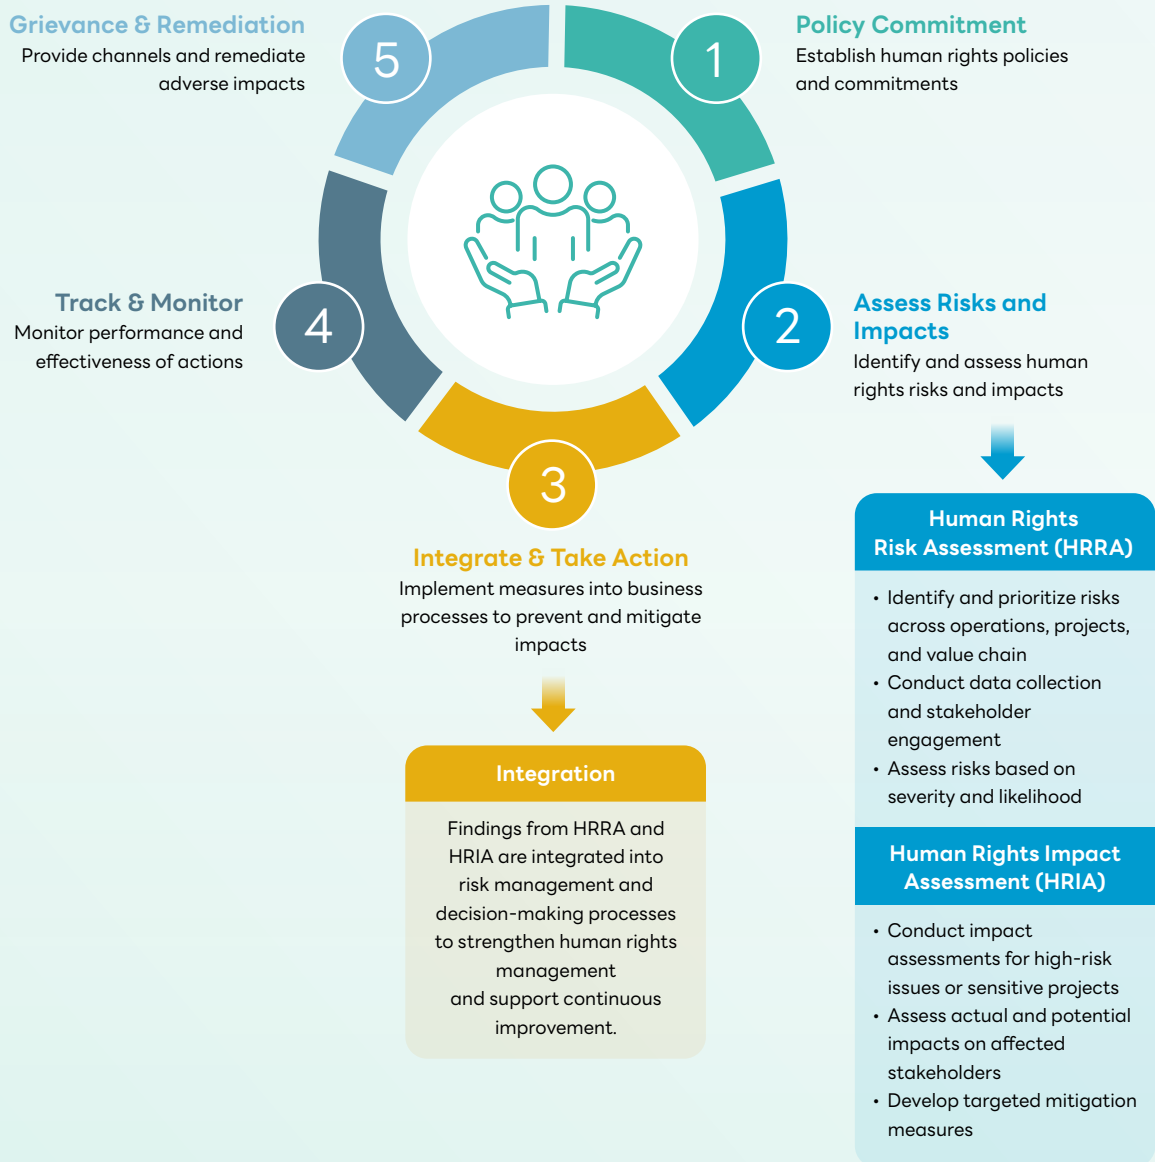 1
Policy Commitment
Establish human rights policies
and commitments
2
Assess Risks and
Impacts
Identify and assess human
rights risks and impacts
Human Rights
Risk Assessment (HRRA)
• Identify and prioritize risks
across operations, projects,
and value chain
• Conduct data collection
and stakeholder
engagement
• Assess risks based on
severity and likelihood
Human Rights Impact
Assessment (HRIA)
• Conduct impact
assessments for high-risk
issues or sensitive projects
• Assess actual and potential
impacts on affected
stakeholders
• Develop targeted mitigation
measures
3
Integrate & Take Action
Implement measures into business
processes to prevent and mitigate
impacts
Integration
Findings from HRRA and
HRIA are integrated into
risk management and
decision-making processes
to strengthen human rights
management
and support continuous
improvement.
4
Track & Monitor
Monitor performance and
effectiveness of actions
5
Grievance & Remediation
Provide channels and remediate
adverse impacts